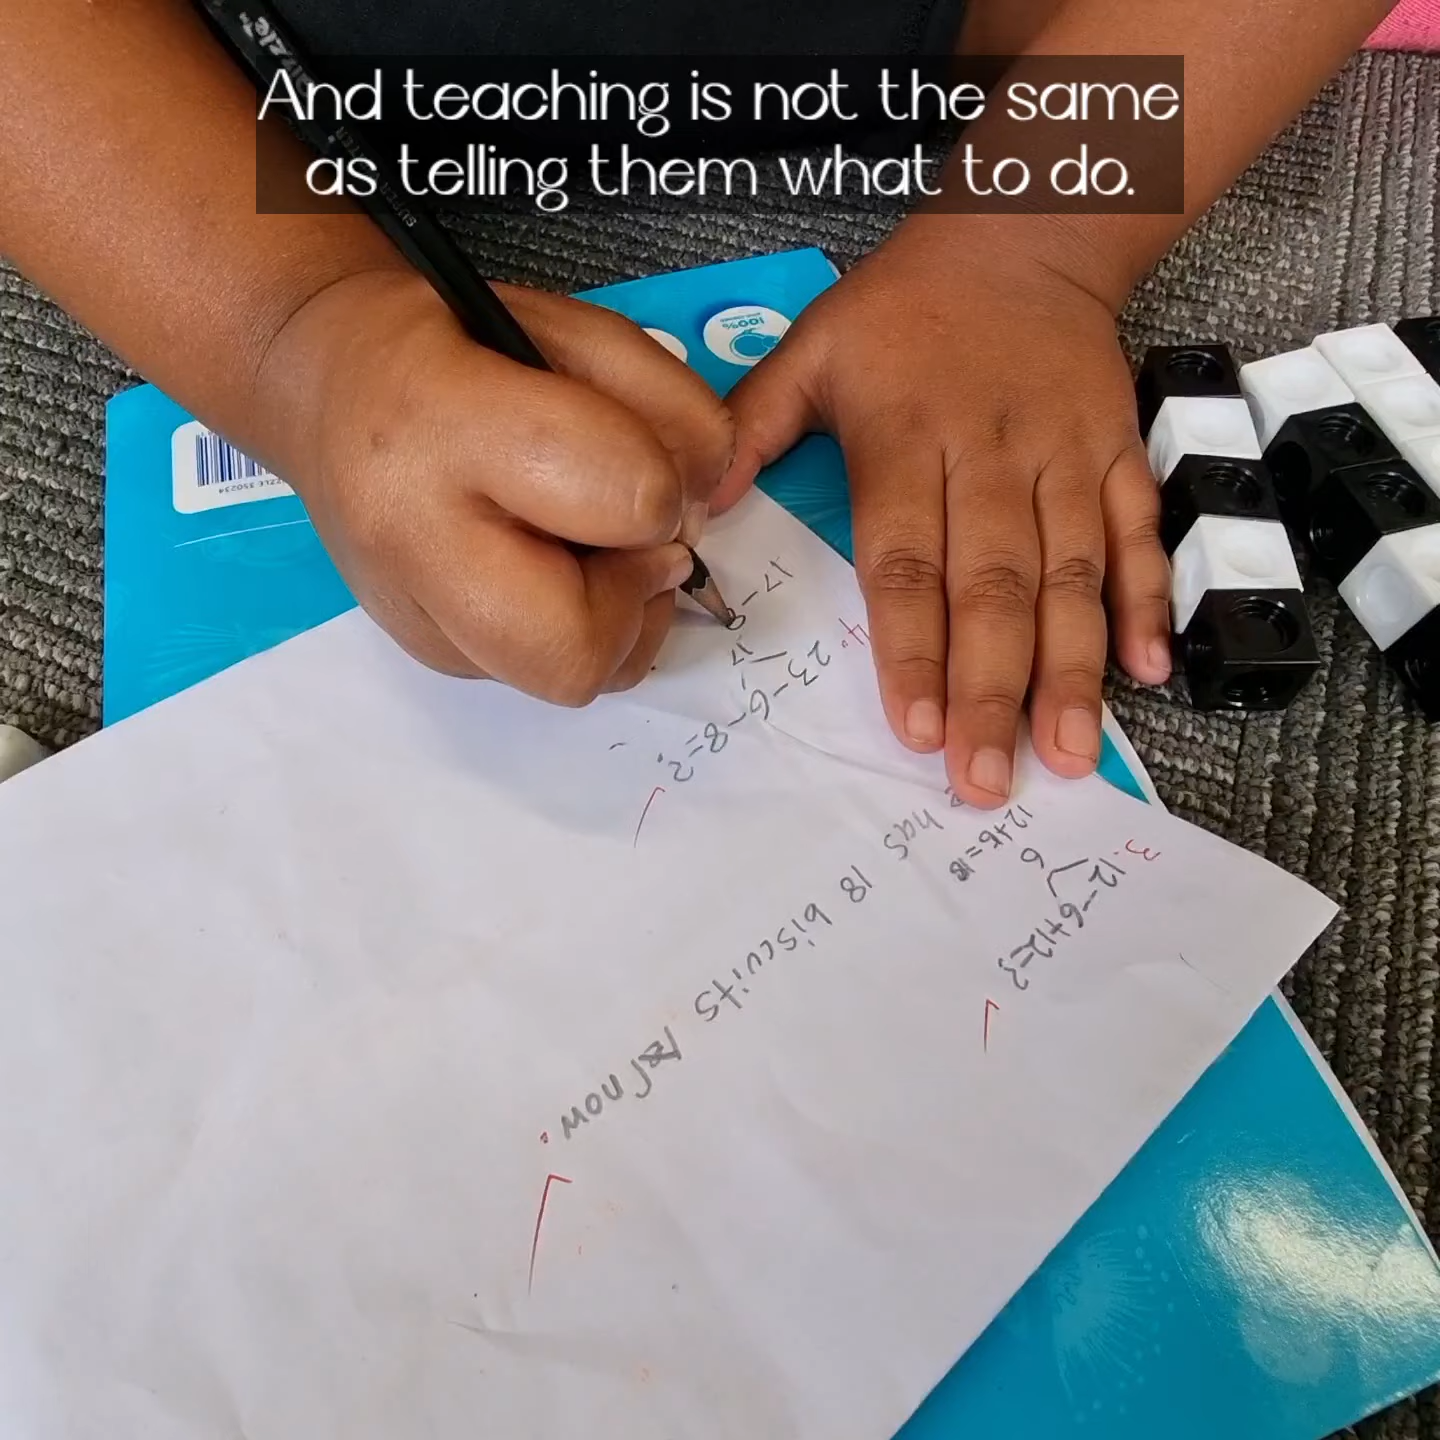 And teaching is not the same
as telling them what to do.
100%
3. 12-6+12=?
6
12+6=18
has 18 biscuits now.
4. 23-6-8=?
17
17-8